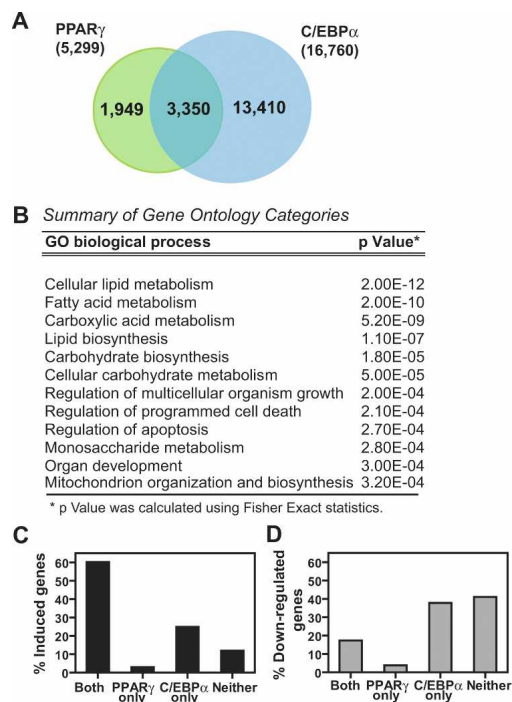 A
PPARγ
(5,299)
C/EBPα
(16,760)
1,949
3,350
13,410
B Summary of Gene Ontology Categories
GO biological process p Value*
Cellular lipid metabolism 2.00E-12
Fatty acid metabolism 2.00E-10
Carboxylic acid metabolism 5.20E-09
Lipid biosynthesis 1.10E-07
Carbohydrate biosynthesis 1.80E-05
Cellular carbohydrate metabolism 5.00E-05
Regulation of multicellular organism growth 2.00E-04
Regulation of programmed cell death 2.10E-04
Regulation of apoptosis 2.70E-04
Monosaccharide metabolism 2.80E-04
Organ development 3.00E-04
Mitochondrion organization and biosynthesis 3.20E-04
* p Value was calculated using Fisher Exact statistics.
C
% Induced genes
60
50
40
30
20
10
0
Both PPARγ only C/EBPα only Neither
D
% Down-regulated genes
60
50
40
30
20
10
0
Both PPARγ only C/EBPα only Neither